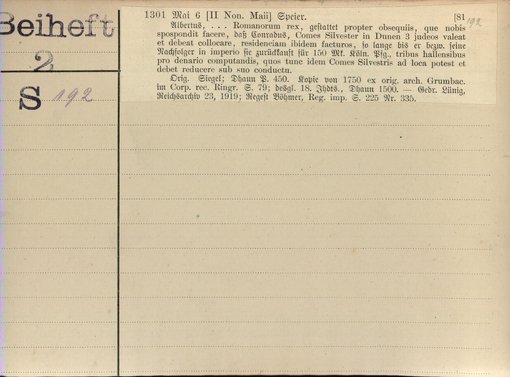 Beiheft
2
S 192
1301 Mai 6 [II Non. Maii] Speier. [81
192
Albertus, . . . Romanorum rex, gestattet propter obsequiis, que nobis
spospondit facere, daß Conradus, Comes Silvester in Dunen 3 judeos valeat
et debeat collocare, residenciam ibidem facturos, so lange bis er bezw. seine
Nachfolger in imperio sie zurückkauft für 150 Mk. Köln. Pfg., tribus hallensibus
pro denario computandis, quos tunc idem Comes Silvestris ad loca potest et
debet reducere sub suo conductu.
Orig. Siegel; Dhaun P. 450. Kopie von 1750 ex orig. arch. Grumbac.
im Corp. rec. Ringr. S. 79; desgl. 18. Jhdts., Dhaun 1500. — Gedr. Lünig,
Reichsarchiv 23, 1919; Regest Böhmer, Reg. imp. S. 225 Nr. 335.